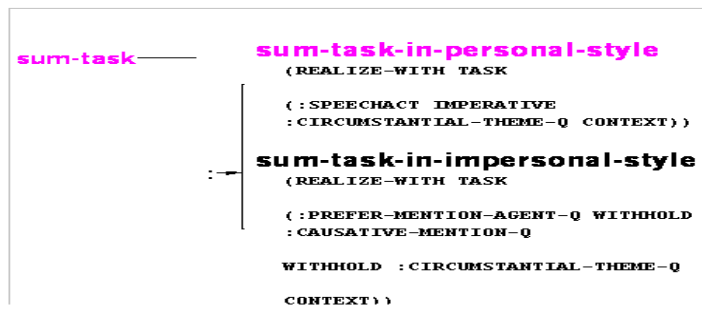 sum-task
sum-task-in-personal-style
(REALIZE-WITH TASK
(:SPEECHACT IMPERATIVE
:CIRCUMSTANTIAL-THEME-Q CONTEXT))
:
sum-task-in-impersonal-style
(REALIZE-WITH TASK
(:PREFER-MENTION-AGENT-Q WITHHOLD
:CAUSATIVE-MENTION-Q
WITHHOLD :CIRCUMSTANTIAL-THEME-Q
CONTEXT))